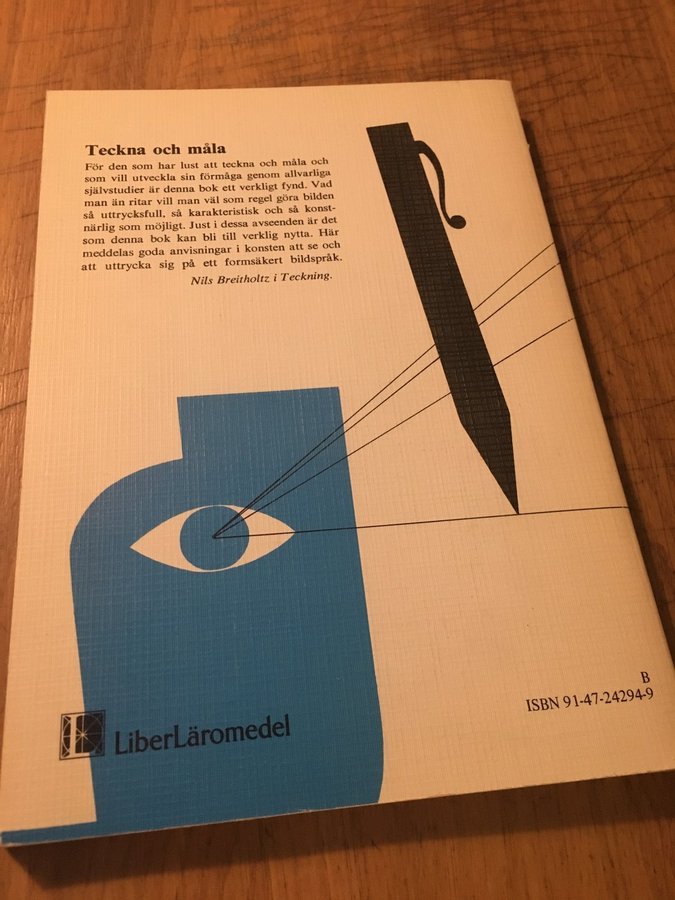 Teckna och måla
För den som har lust att teckna och måla och
som vill utveckla sin förmåga genom allvarliga
självstudier är denna bok ett verkligt fynd. Vad
man än ritar vill man väl som regel göra bilden
så uttrycksfull, så karakteristisk och så konst-
närlig som möjligt. Just i dessa avseenden är det
som denna bok kan bli till verklig nytta. Här
meddelas goda anvisningar i konsten att se och
att uttrycka sig på ett formsäkert bildspråk.
Nils Breitholtz i Teckning.
B
ISBN 91-47-24294-9
LiberLäromedel